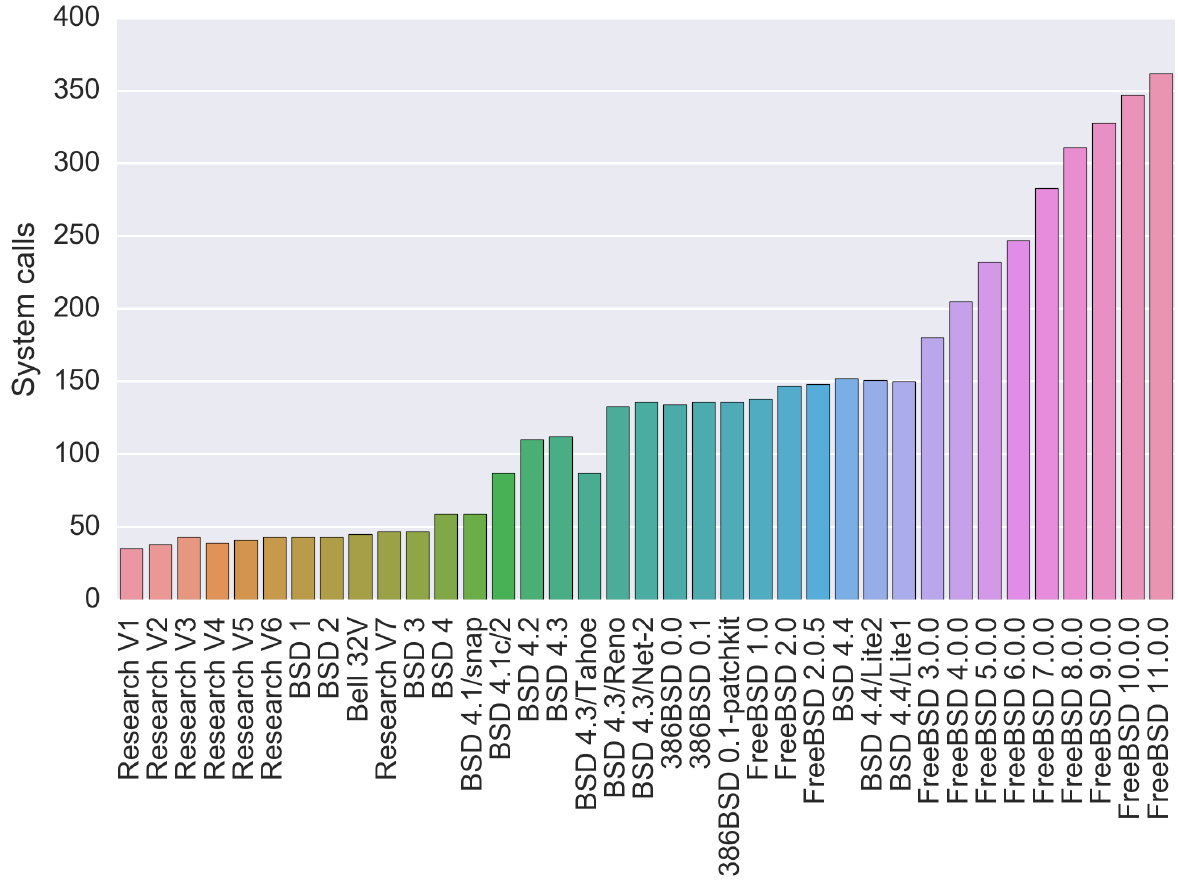 400
350
300
250
200
150
100
50
0
System calls
Research V1
Research V2
Research V3
Research V4
Research V5
Research V6
BSD 1
BSD 2
Bell 32V
Research V7
BSD 3
BSD 4
BSD 4.1/snap
BSD 4.1c/2
BSD 4.2
BSD 4.3
BSD 4.3/Tahoe
BSD 4.3/Reno
BSD 4.3/Net-2
386BSD 0.0
386BSD 0.1
386BSD 0.1-patchkit
FreeBSD 1.0
FreeBSD 2.0
FreeBSD 2.0.5
BSD 4.4
BSD 4.4/Lite2
BSD 4.4/Lite1
FreeBSD 3.0.0
FreeBSD 4.0.0
FreeBSD 5.0.0
FreeBSD 6.0.0
FreeBSD 7.0.0
FreeBSD 8.0.0
FreeBSD 9.0.0
FreeBSD 10.0.0
FreeBSD 11.0.0